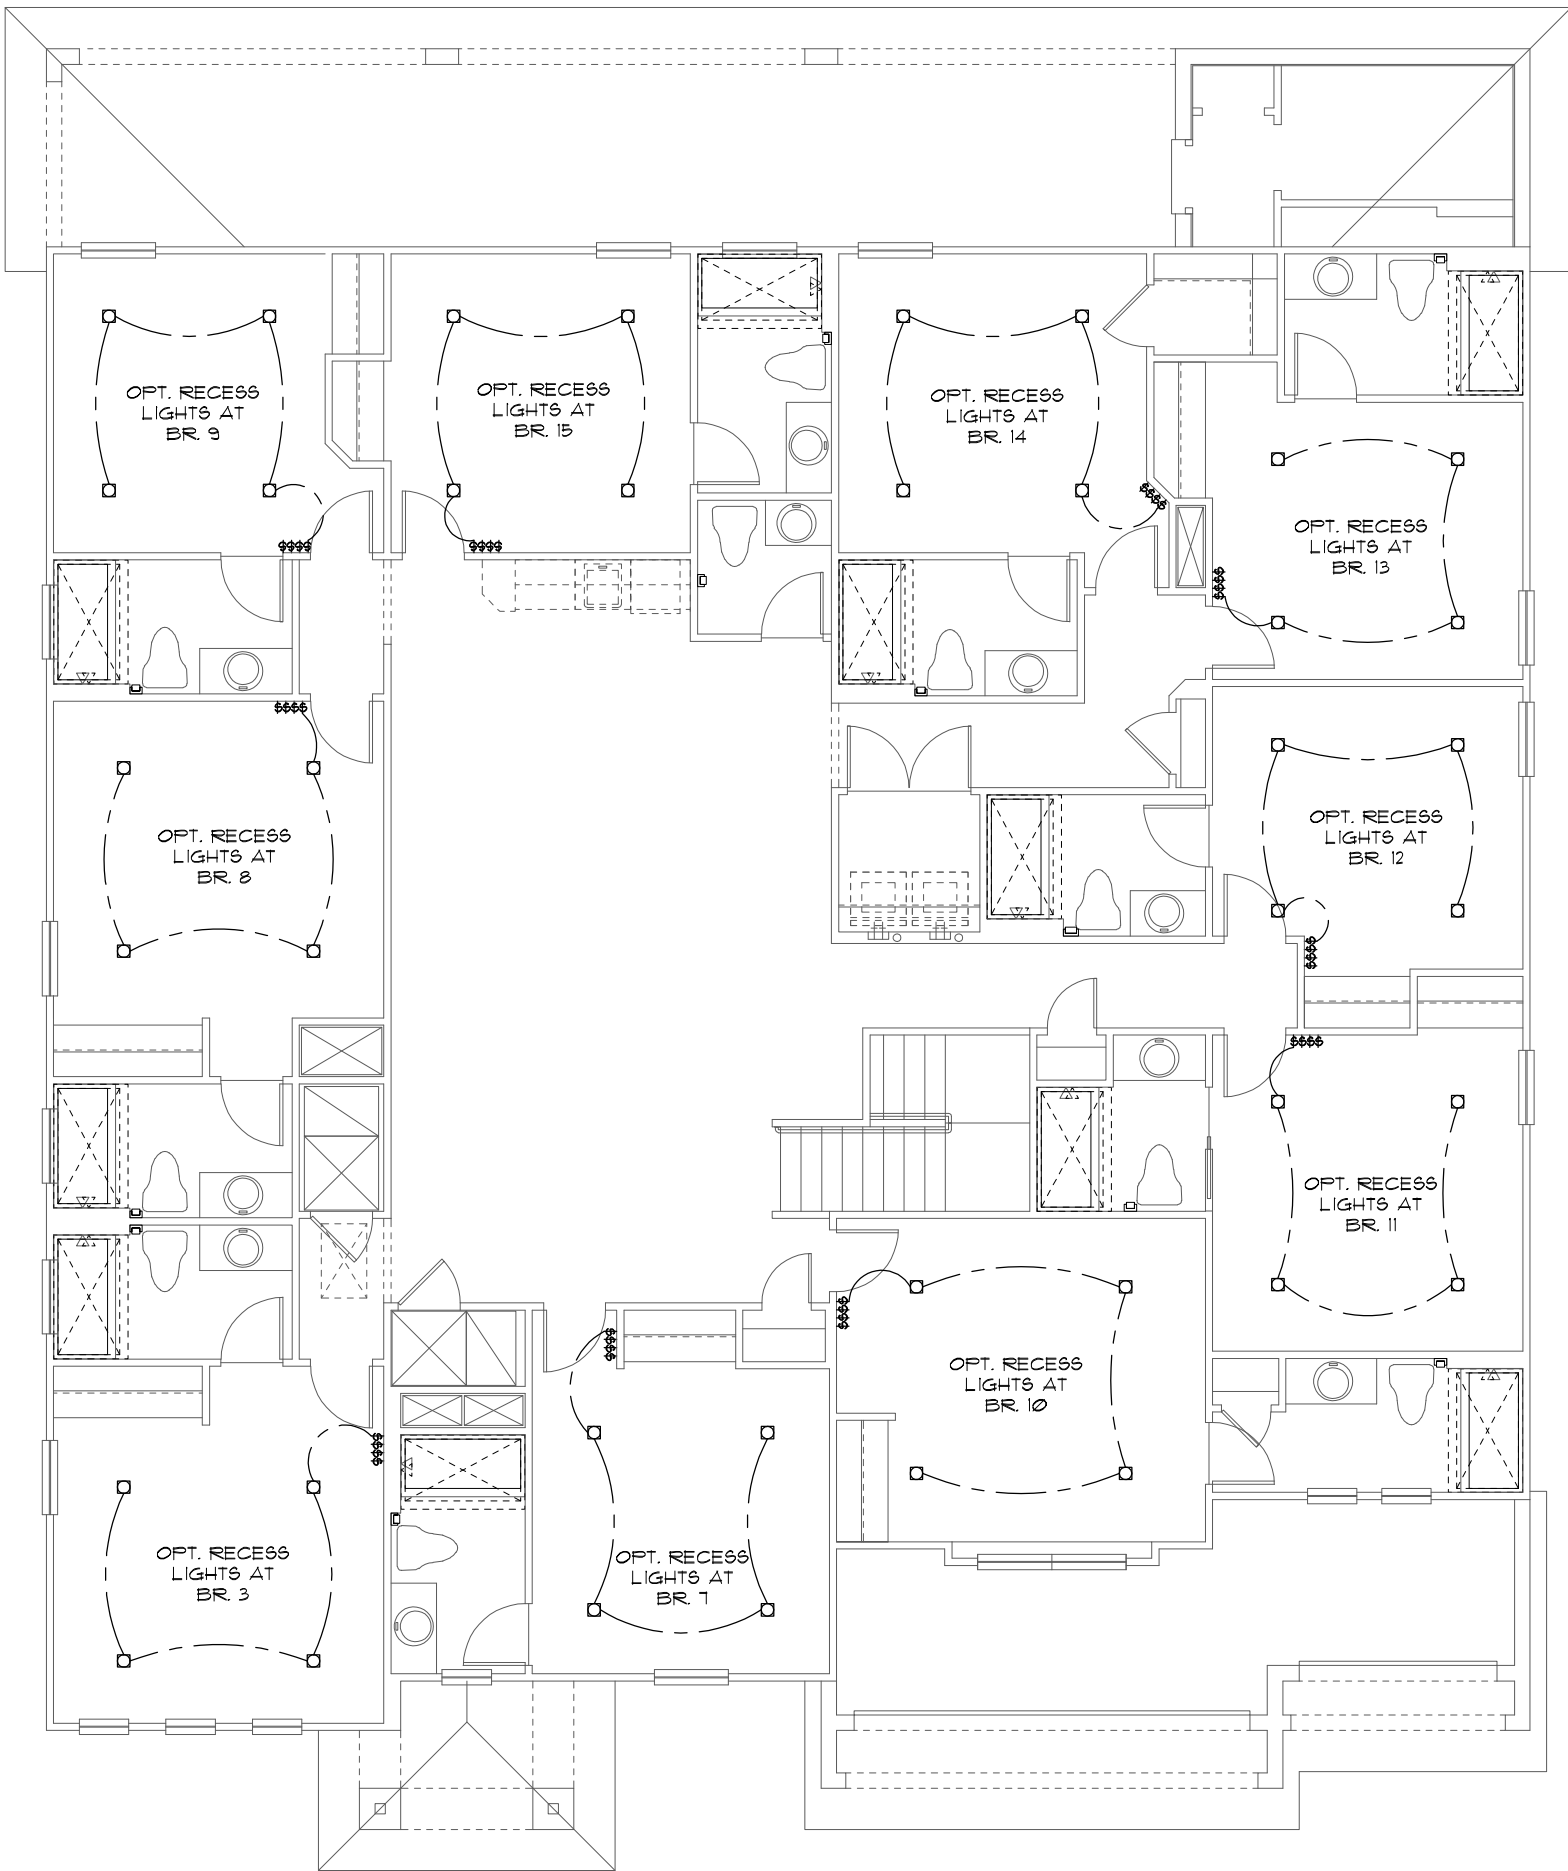 OPT. RECESS
LIGHTS AT
BR. 9
$$$$
OPT. RECESS
LIGHTS AT
BR. 15
$$$$
OPT. RECESS
LIGHTS AT
BR. 14
$$$$
OPT. RECESS
LIGHTS AT
BR. 13
$$$$
$$$$
OPT. RECESS
LIGHTS AT
BR. 8
OPT. RECESS
LIGHTS AT
BR. 12
$$$$
$$$$
OPT. RECESS
LIGHTS AT
BR. 11
$$$$
OPT. RECESS
LIGHTS AT
BR. 10
$$$$
OPT. RECESS
LIGHTS AT
BR. 3
$$$$
OPT. RECESS
LIGHTS AT
BR. 7